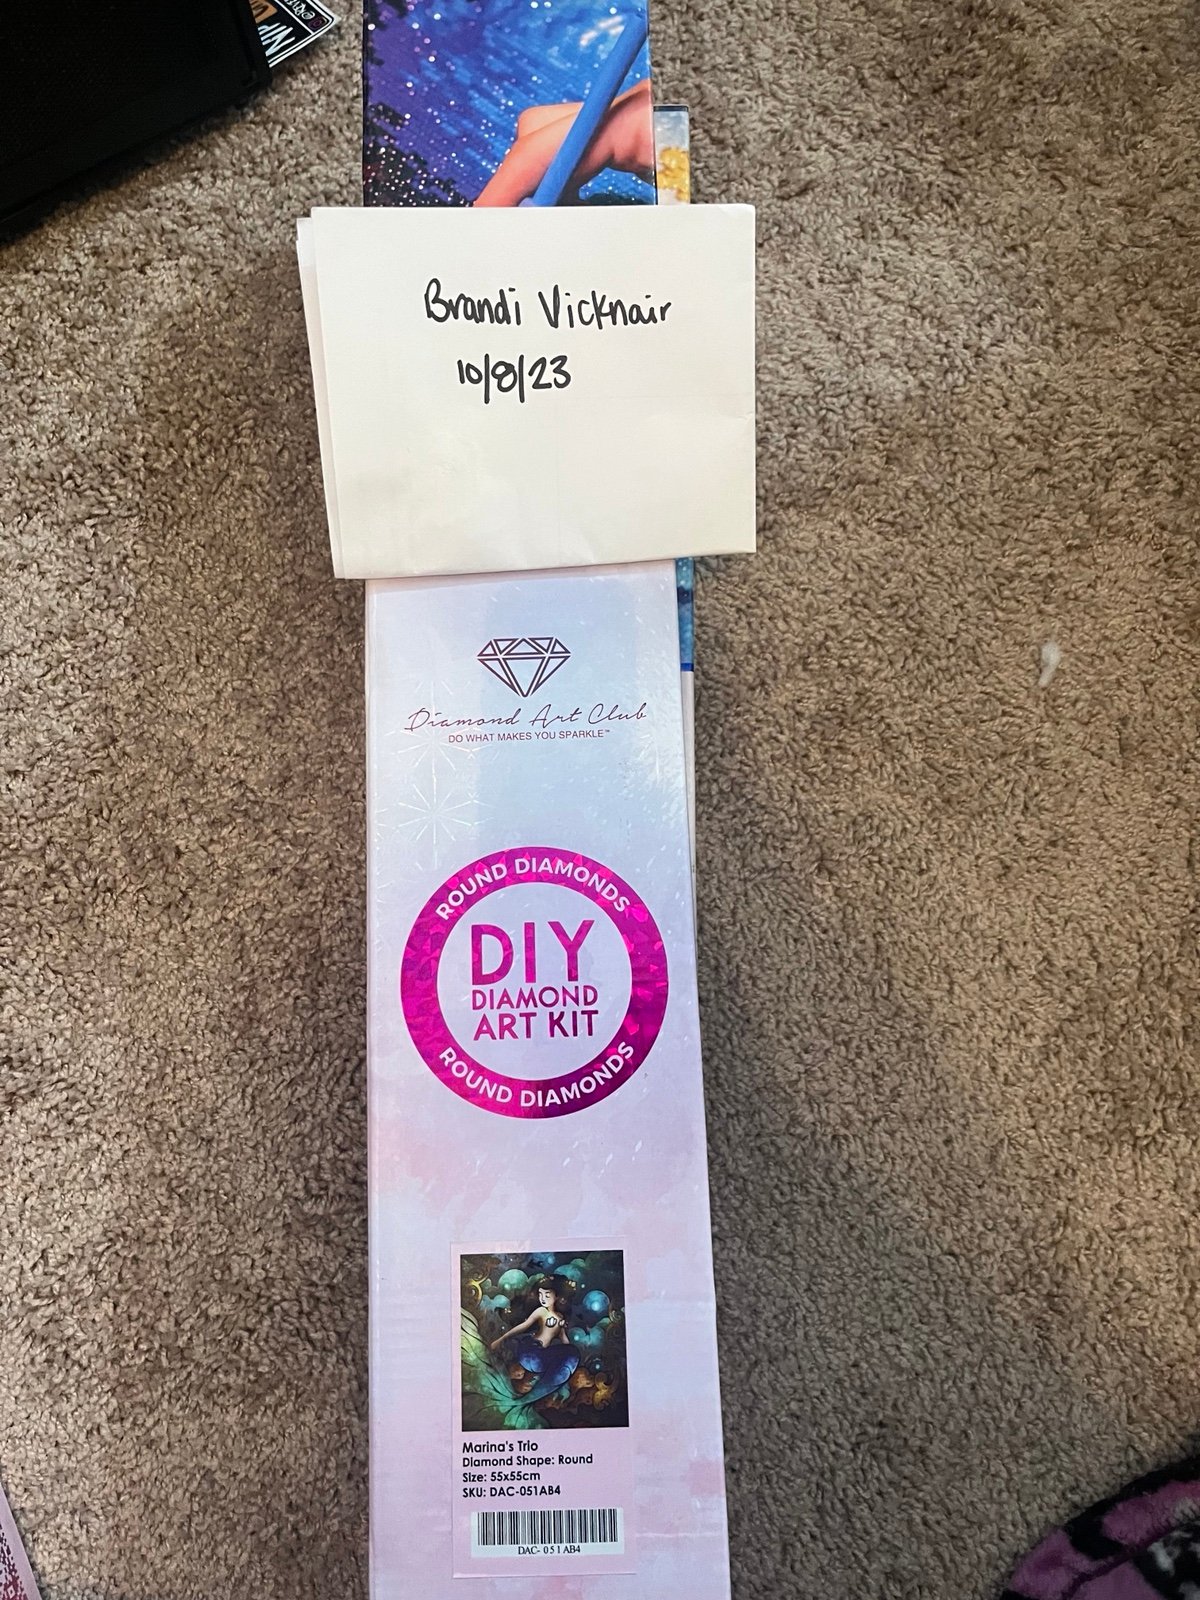 Brandi Vicknair
10/8/23
Diamond Art Club
DO WHAT MAKES YOU SPARKLE™
ROUND DIAMONDS
DIY
DIAMOND
ART KIT
ROUND DIAMONDS
Marina's Trio
Diamond Shape: Round
Size: 55x55cm
SKU: DAC-051AB4
DAC-051AB4